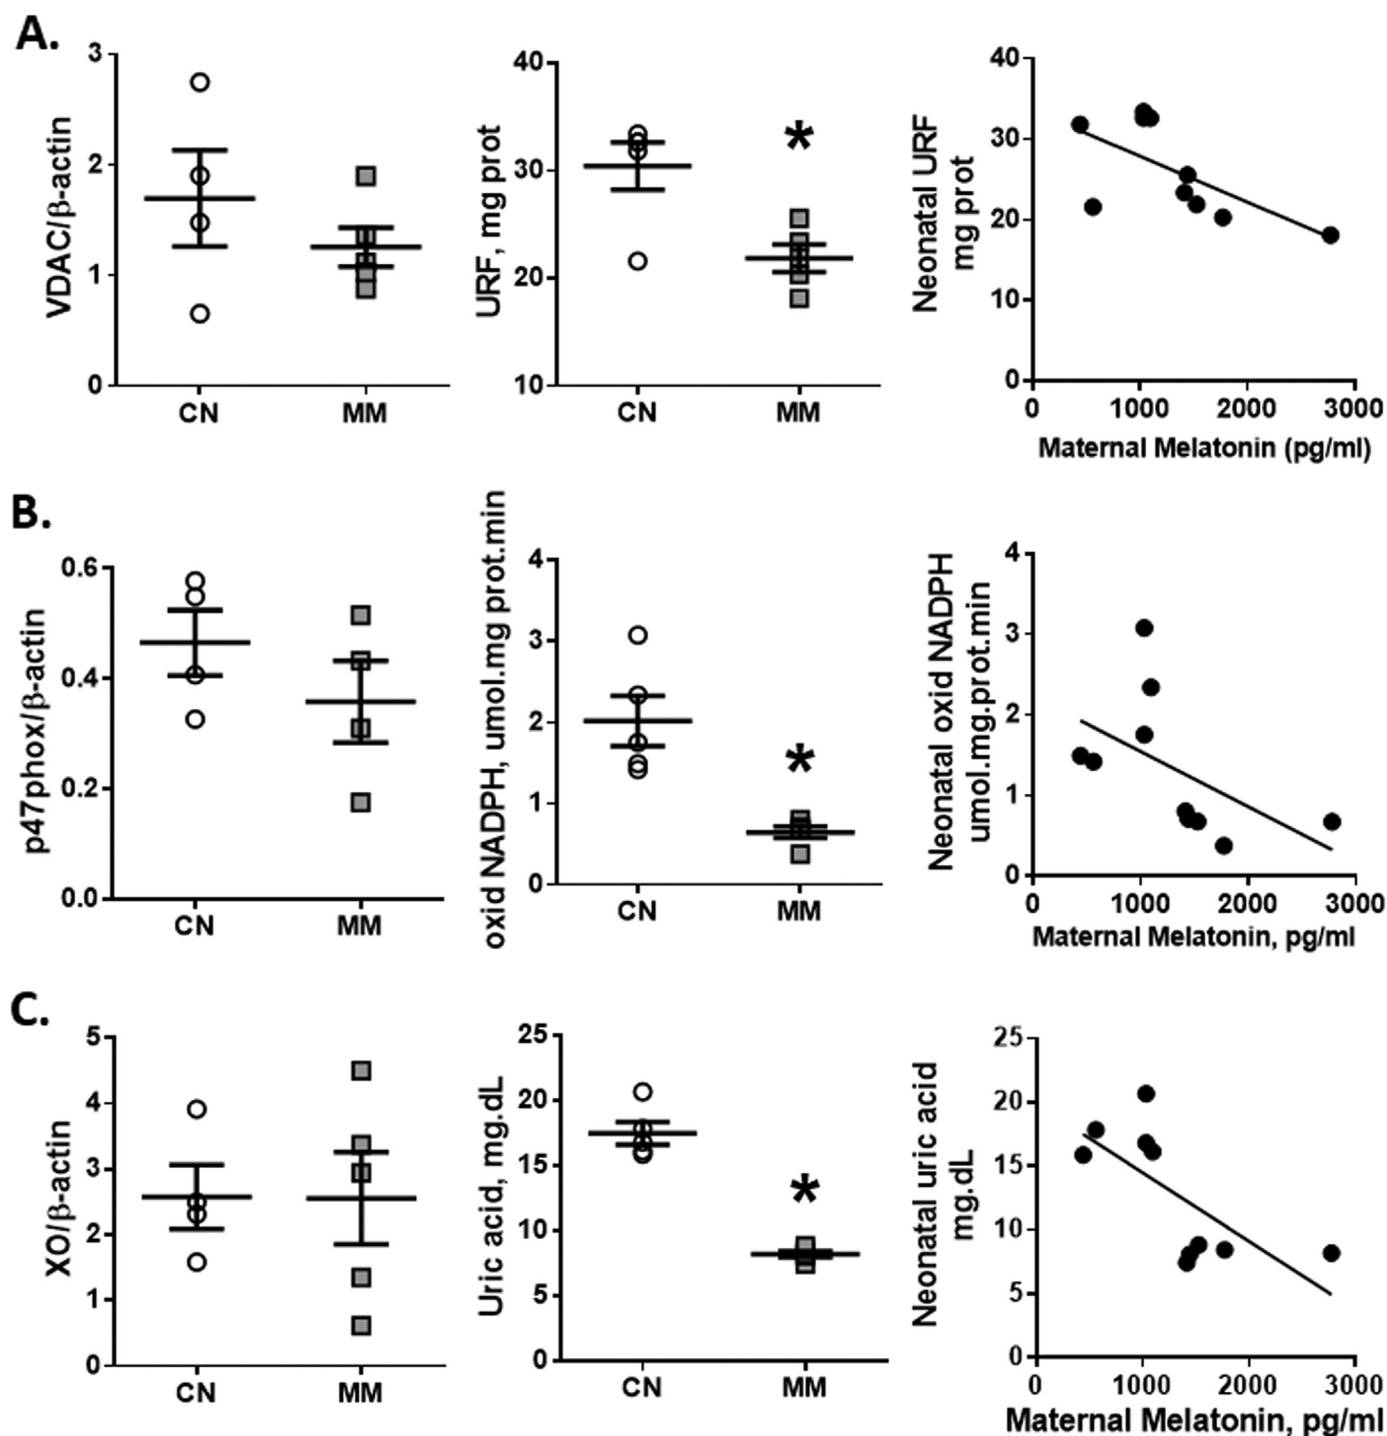 A.
VDAC/β-actin
3
2
1
0
CN
MM
URF, mg prot
40
30
20
10
*
CN
MM
Neonatal URF
mg prot
40
30
20
10
0
0
1000
2000
3000
Maternal Melatonin (pg/ml)
B.
p47phox/β-actin
0.6
0.4
0.2
0.0
CN
MM
oxid NADPH, umol.mg prot.min
4
3
2
1
0
*
CN
MM
Neonatal oxid NADPH
umol.mg.prot.min
4
3
2
1
0
0
1000
2000
3000
Maternal Melatonin, pg/ml
C.
XO/β-actin
5
4
3
2
1
0
CN
MM
Uric acid, mg.dL
25
20
15
10
5
0
*
CN
MM
Neonatal uric acid
mg.dL
25
20
15
10
5
0
0
1000
2000
3000
Maternal Melatonin, pg/ml